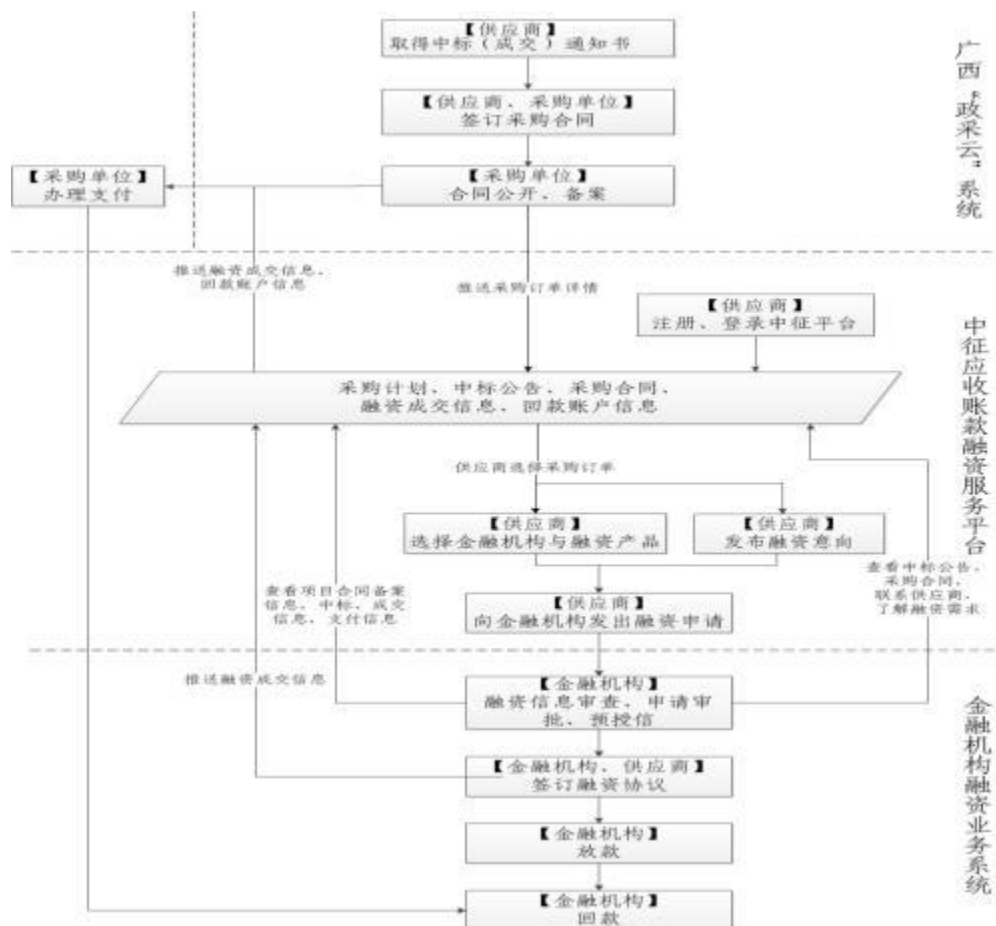 【供应商】
取得中标（成交）通知书
【供应商、采购单位】
签订采购合同
【采购单位】
合同公开、备案
【采购单位】
办理支付
广西“政采云”系统
推送融资成交信息、
回款账户信息
推送采购订单详情
【供应商】
注册、登录中征平台
采购计划、中标公告、采购合同、
融资成交信息、回款账户信息
供应商选择采购订单
【供应商】
选择金融机构与融资产品
【供应商】
发布融资意向
中征应收账款融资服务平台
查看项目合同备案
信息，中标、成交
信息，支付信息
查看中标公告、
采购合同，
联系供应商，
了解融资需求
【供应商】
向金融机构发出融资申请
推送融资成交信息
【金融机构】
融资信息审查、申请审
批、预授信
【金融机构、供应商】
签订融资协议
【金融机构】
放款
【金融机构】
回款
金融机构融资业务系统